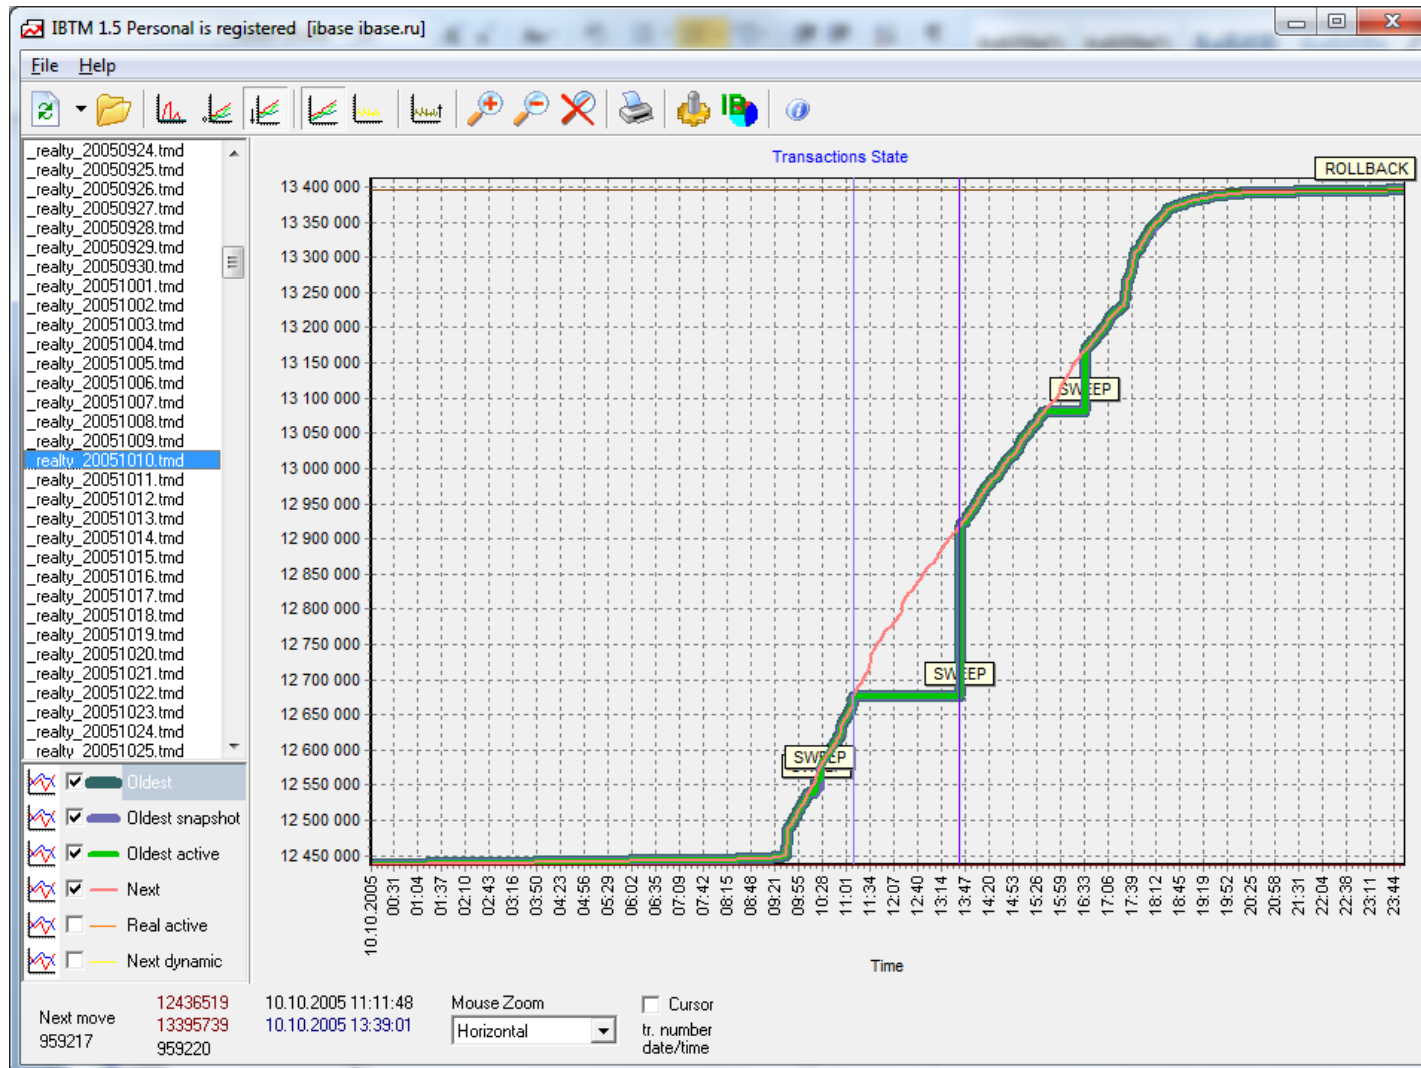 IBTM 1.5 Personal is registered [ibase ibase.ru]
File Help
_realty_20050924.tmd
_realty_20050925.tmd
_realty_20050926.tmd
_realty_20050927.tmd
_realty_20050928.tmd
_realty_20050929.tmd
_realty_20050930.tmd
_realty_20051001.tmd
_realty_20051002.tmd
_realty_20051003.tmd
_realty_20051004.tmd
_realty_20051005.tmd
_realty_20051006.tmd
_realty_20051007.tmd
_realty_20051008.tmd
_realty_20051009.tmd
_realty_20051010.tmd
_realty_20051011.tmd
_realty_20051012.tmd
_realty_20051013.tmd
_realty_20051014.tmd
_realty_20051015.tmd
_realty_20051016.tmd
_realty_20051017.tmd
_realty_20051018.tmd
_realty_20051019.tmd
_realty_20051020.tmd
_realty_20051021.tmd
_realty_20051022.tmd
_realty_20051023.tmd
_realty_20051024.tmd
_realty_20051025.tmd
Oldest
Oldest snapshot
Oldest active
Next
Real active
Next dynamic
Transactions State
ROLLBACK
13 400 000
13 350 000
13 300 000
13 250 000
13 200 000
13 150 000
13 100 000
13 050 000
13 000 000
12 950 000
12 900 000
12 850 000
12 800 000
12 750 000
12 700 000
12 650 000
12 600 000
12 550 000
12 500 000
12 450 000
SWEEP
SWEEP
SWEEP
10.10.2005
00:31
01:04
01:37
02:10
02:43
03:16
03:50
04:23
04:56
05:29
06:02
06:35
07:09
07:42
08:15
08:48
09:21
09:55
10:28
11:01
11:34
12:07
12:40
13:14
13:47
14:20
14:53
15:26
15:59
16:33
17:06
17:39
18:12
18:45
19:19
19:52
20:25
20:58
21:31
22:04
22:38
23:11
23:44
Time
Next move
959217
12436519
13395739
959220
10.10.2005 11:11:48
10.10.2005 13:39:01
Mouse Zoom
Horizontal
Cursor
tr. number
date/time